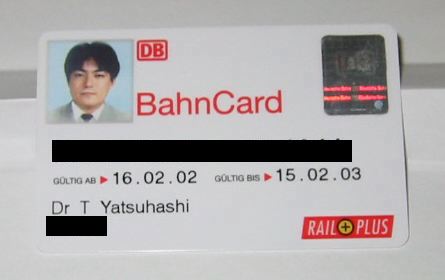 DB
BahnCard
GÜLTIG AB ▶ 16.02.02 GÜLTIG BIS ▶ 15.02.03
Dr T Yatsuhashi
RAIL PLUS